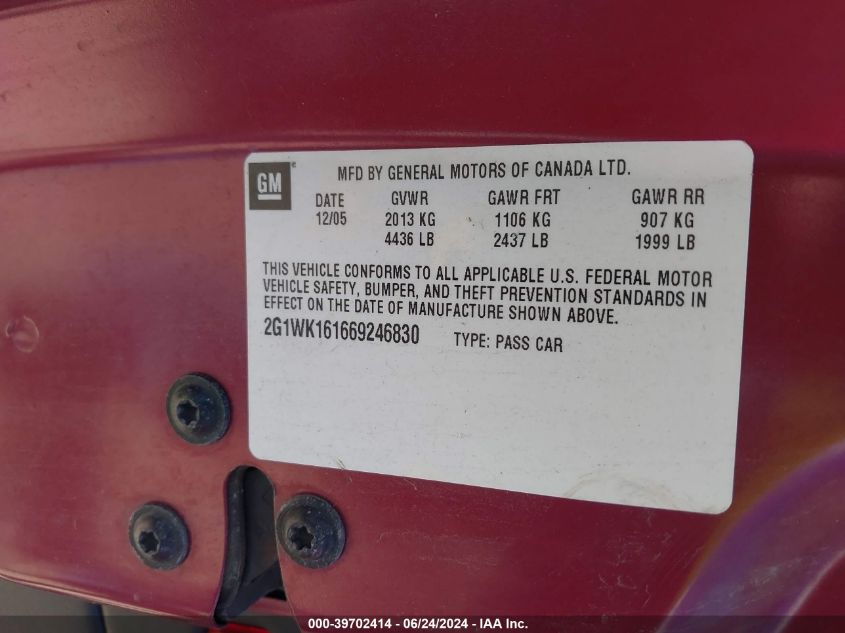 GM
MFD BY GENERAL MOTORS OF CANADA LTD.
DATE GVWR GAWR FRT GAWR RR
12/05 2013 KG 1106 KG 907 KG
4436 LB 2437 LB 1999 LB
THIS VEHICLE CONFORMS TO ALL APPLICABLE U.S. FEDERAL MOTOR
VEHICLE SAFETY, BUMPER, AND THEFT PREVENTION STANDARDS IN
EFFECT ON THE DATE OF MANUFACTURE SHOWN ABOVE.
2G1WK161669246830 TYPE: PASS CAR
000-39702414 - 06/24/2024 - IAA Inc.